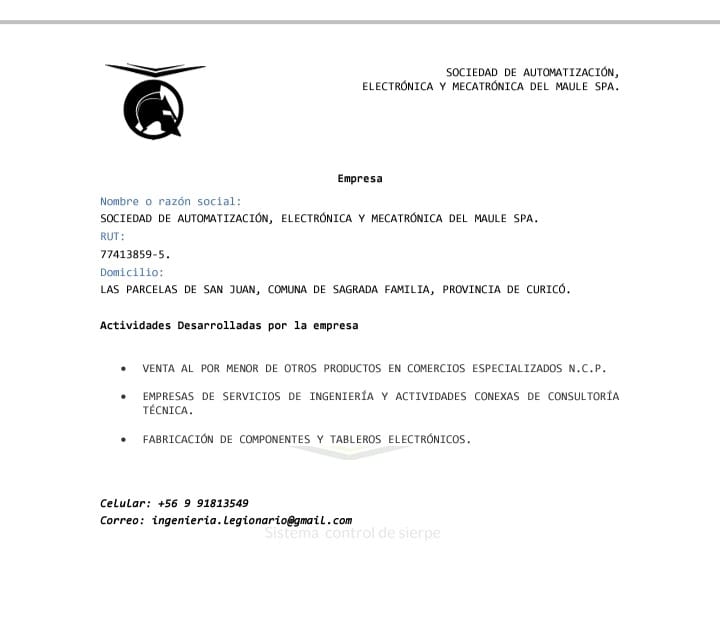 SOCIEDAD DE AUTOMATIZACIÓN,
ELECTRÓNICA Y MECATRÓNICA DEL MAULE SPA.
Empresa
Nombre o razón social:
SOCIEDAD DE AUTOMATIZACIÓN, ELECTRÓNICA Y MECATRÓNICA DEL MAULE SPA.
RUT:
77413859-5.
Domicilio:
LAS PARCELAS DE SAN JUAN, COMUNA DE SAGRADA FAMILIA, PROVINCIA DE CURICÓ.
Actividades Desarrolladas por la empresa
• VENTA AL POR MENOR DE OTROS PRODUCTOS EN COMERCIOS ESPECIALIZADOS N.C.P.
• EMPRESAS DE SERVICIOS DE INGENIERÍA Y ACTIVIDADES CONEXAS DE CONSULTORÍA
TÉCNICA.
• FABRICACIÓN DE COMPONENTES Y TABLEROS ELECTRÓNICOS.
Celular: +56 9 91813549
Correo: ingenieria.legionario@gmail.com
Sistema control de sierpe